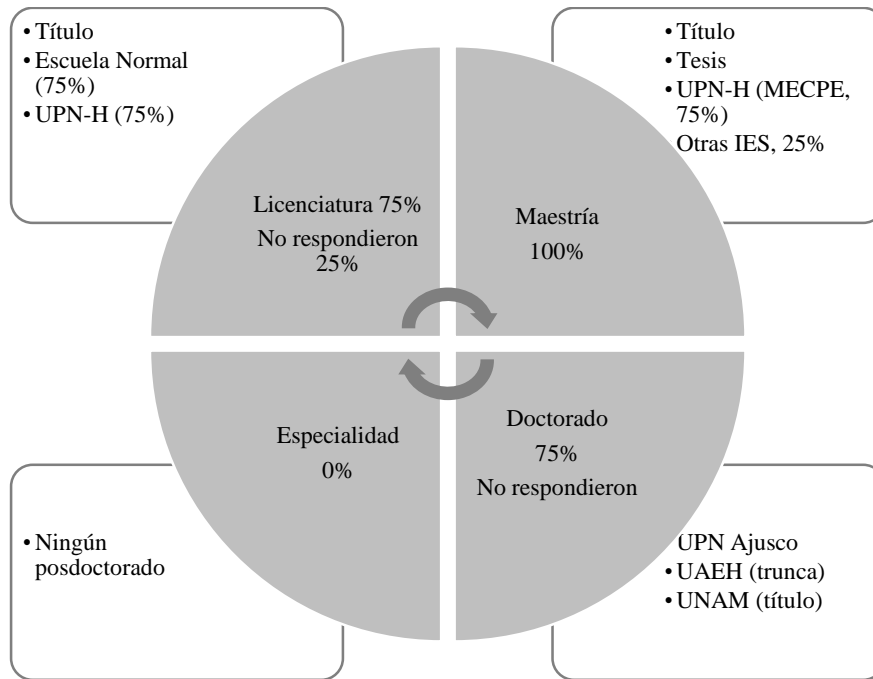 • Título
• Escuela Normal
(75%)
• UPN-H (75%)
• Título
• Tesis
• UPN-H (MECPE,
75%)
Otras IES, 25%
Licenciatura 75%
No respondieron
25%
Maestría
100%
Especialidad
0%
Doctorado
75%
No respondieron
• Ningún
posdoctorado
UPN Ajusco
• UAEH (trunca)
• UNAM (título)